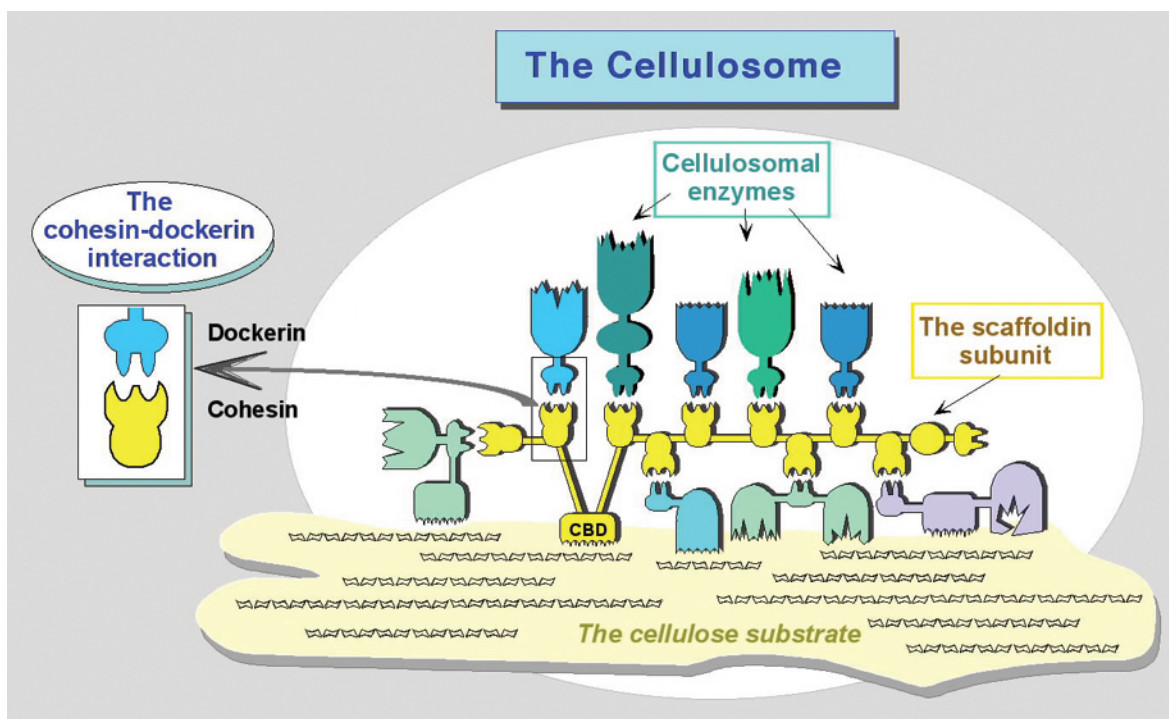 The Cellulosome
Cellulosomal
enzymes
The
cohesin-dockerin
interaction
Dockerin
Cohesin
The scaffoldin
subunit
CBD
The cellulose substrate